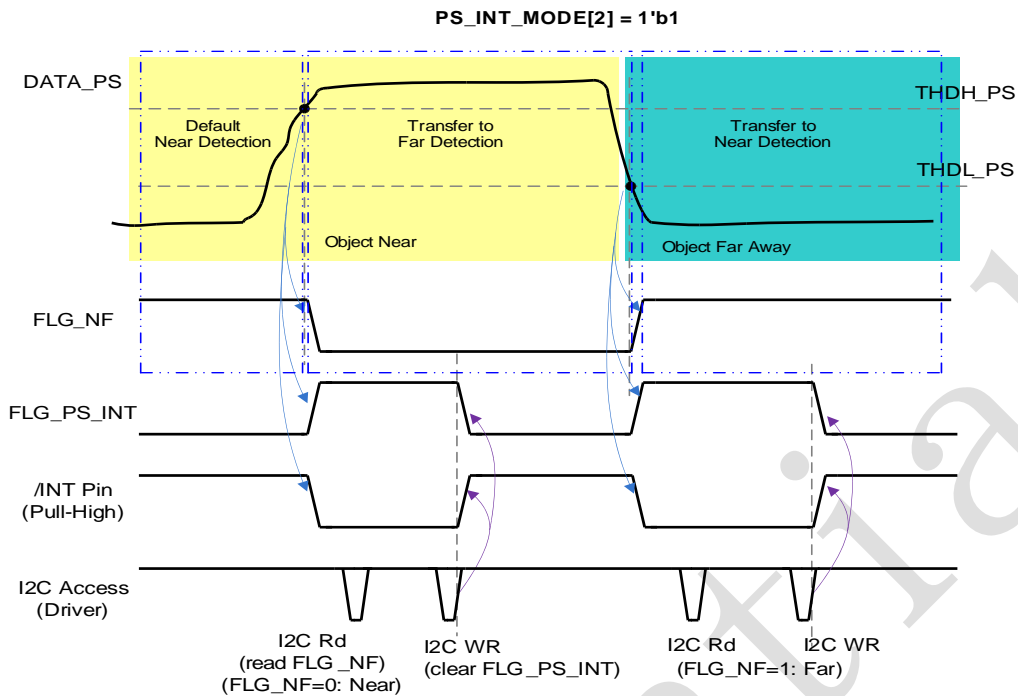 PS_INT_MODE[2] = 1'b1
DATA_PS
THDH_PS
Default
Near Detection
Transfer to
Far Detection
Transfer to
Near Detection
THDL_PS
Object Near
Object Far Away
FLG_NF
FLG_PS_INT
/INT Pin
(Pull-High)
I2C Access
(Driver)
I2C Rd
(read FLG_NF)
(FLG_NF=0: Near)
I2C WR
(clear FLG_PS_INT)
I2C Rd
(FLG_NF=1: Far)
I2C WR